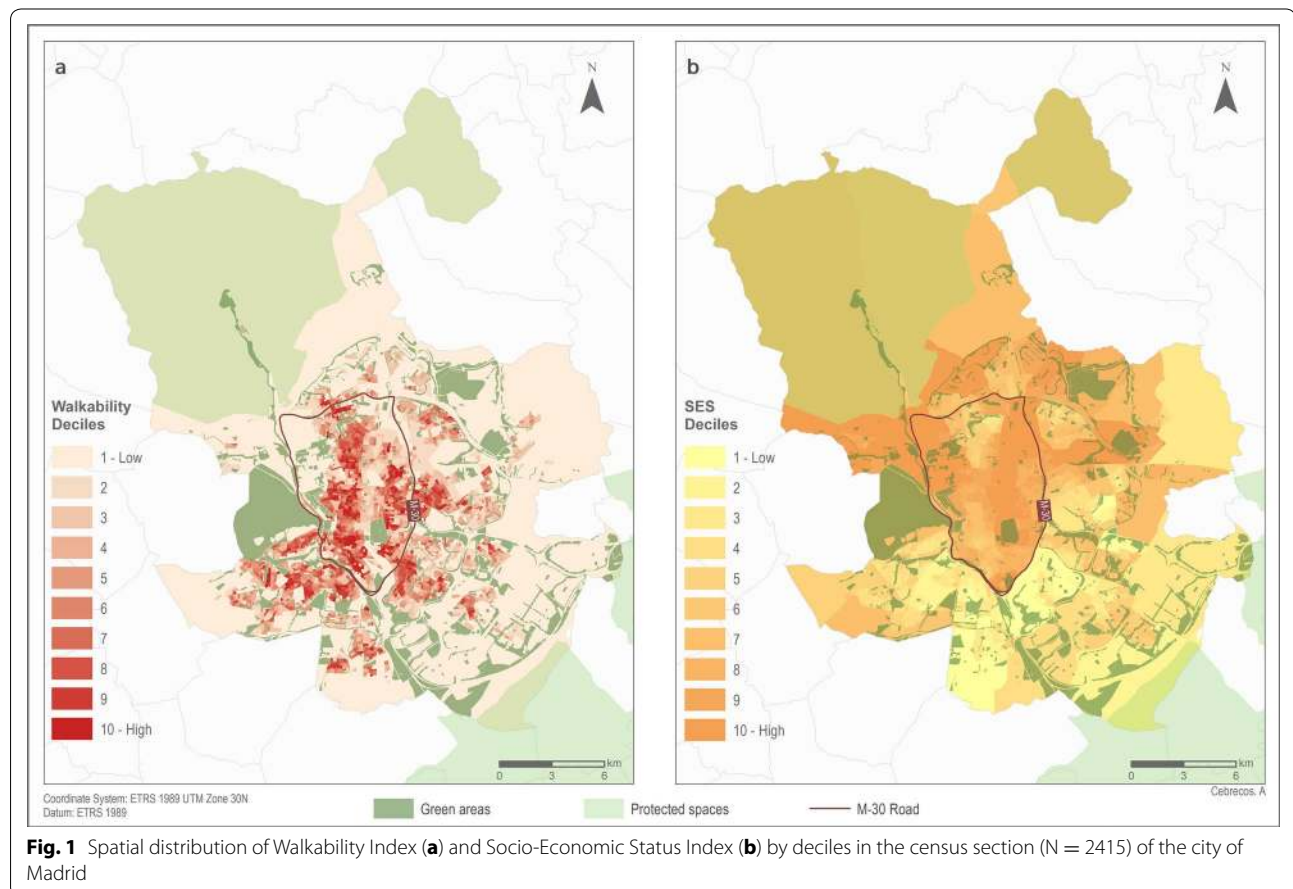 a
N
Walkability
Deciles
1 - Low
2
3
4
5
6
7
8
9
10 - High
M-30
km
0 3 6
b
N
SES
Deciles
1 - Low
2
3
4
5
6
7
8
9
10 - High
M-30
km
0 3 6
Coordinate System: ETRS 1989 UTM Zone 30N
Datum: ETRS 1989
Green areas
Protected spaces
M-30 Road
Cebrecos. A
Fig. 1 Spatial distribution of Walkability Index (a) and Socio-Economic Status Index (b) by deciles in the census section (N = 2415) of the city of
Madrid